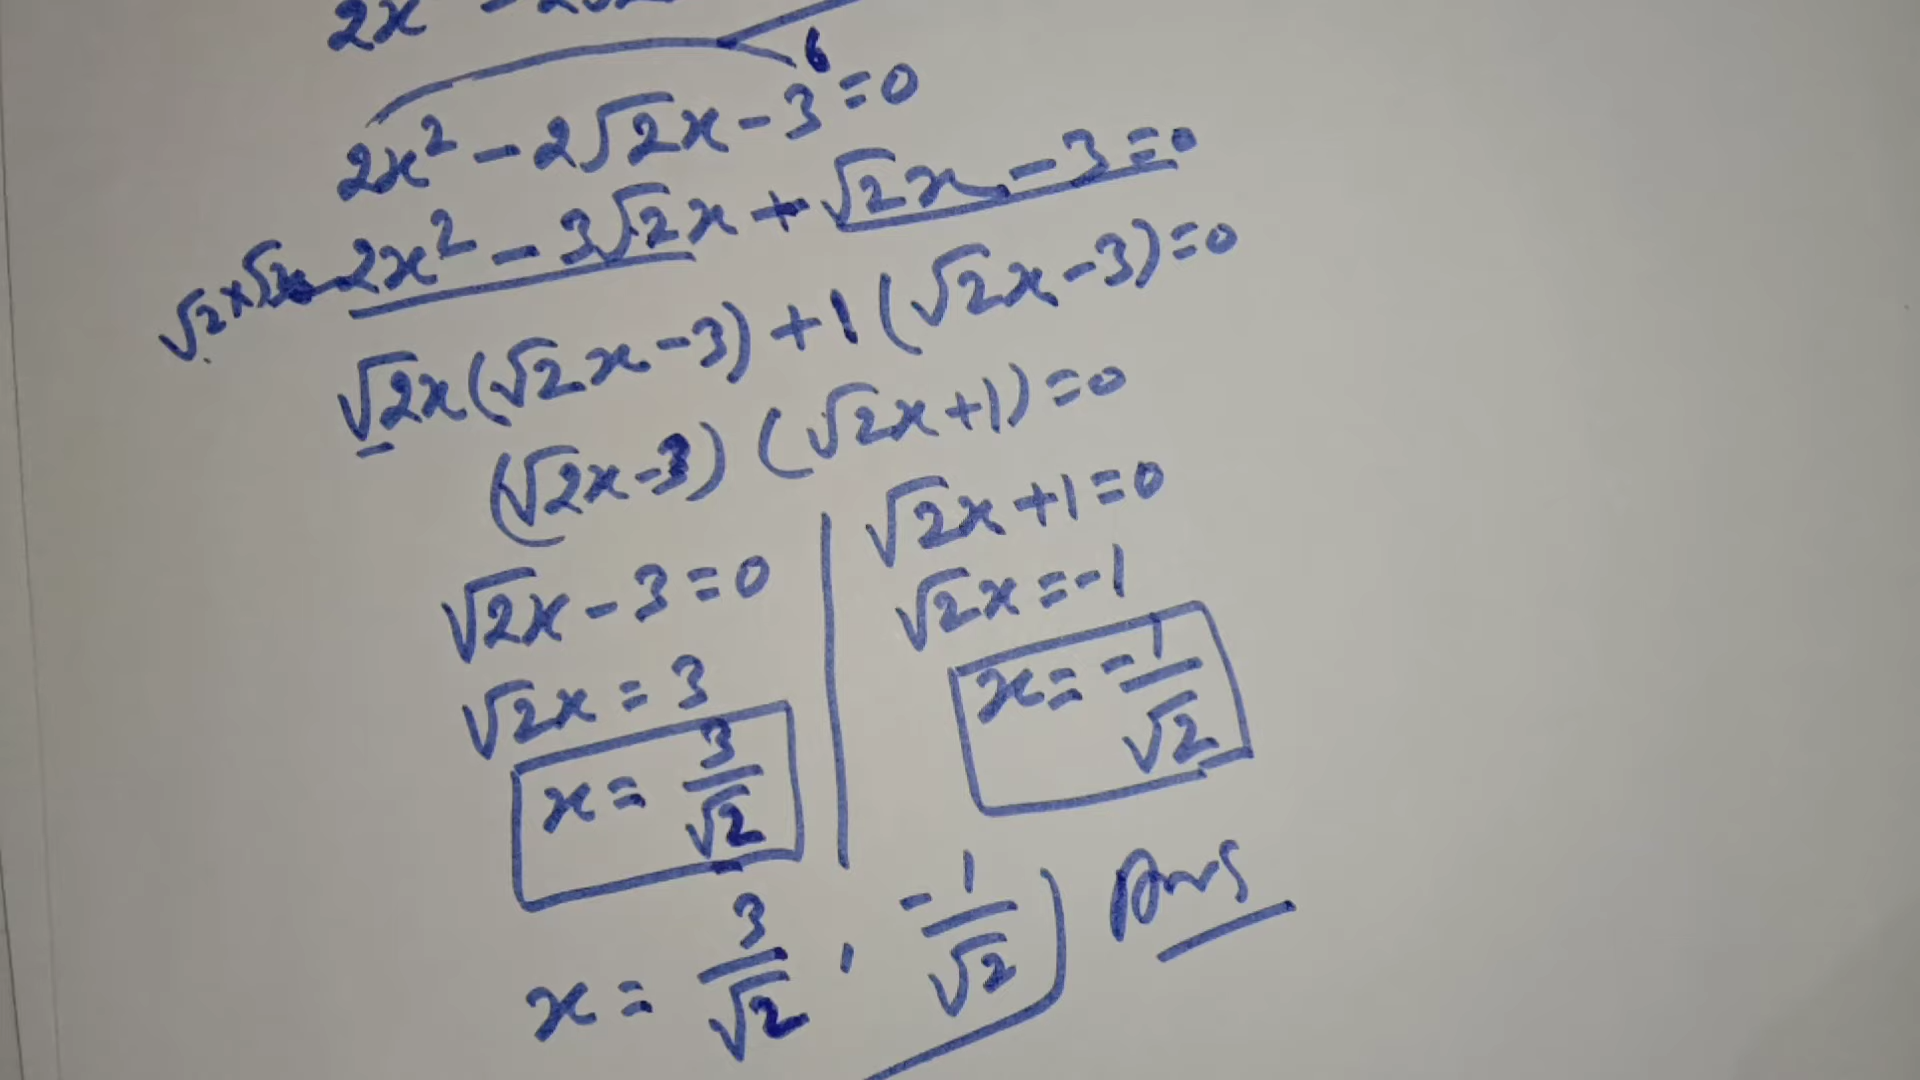 2x
6
2x² - 2√2x - 3 = 0
2x² - 3√2x + √2x - 3 = 0
√2x(√2x - 3) + 1(√2x - 3) = 0
(√2x - 3) (√2x + 1) = 0
√2x - 3 = 0
√2x = 3
x = 3/√2
√2x + 1 = 0
√2x = -1
x = -1/√2
x = 3/√2, -1/√2) Ans